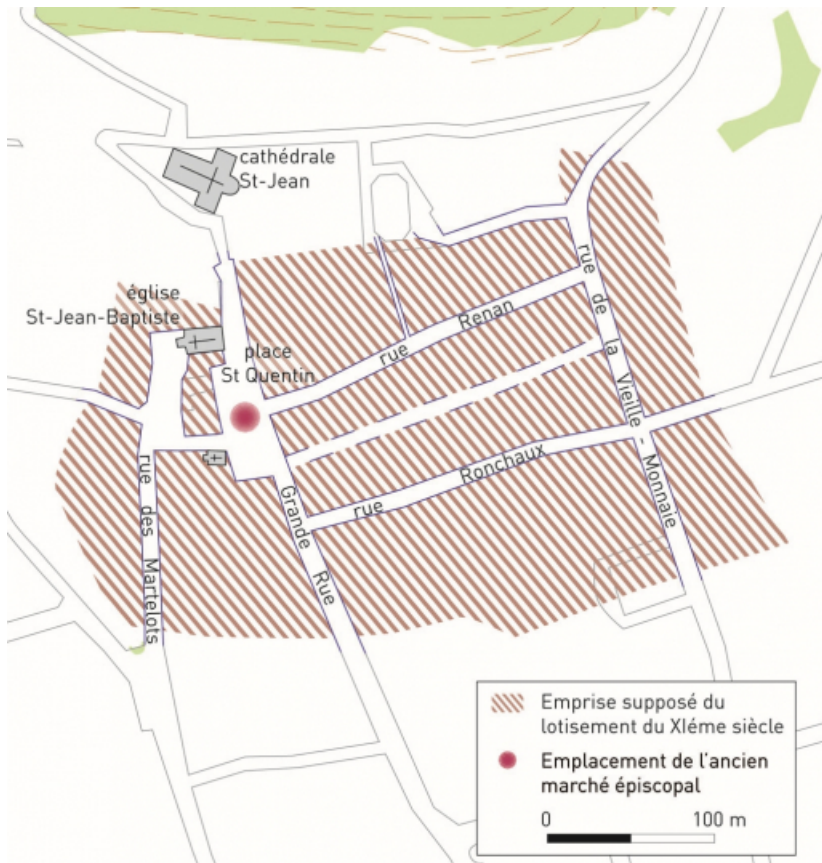 cathédrale
St-Jean
église
St-Jean-Baptiste
place
St Quentin
rue Renan
rue de la Vieille - Monnaie
rue Ronchaux
rue des Martelots
Grande Rue
Emprise supposé du
lotisement du XIéme siècle
Emplacement de l'ancien
marché épiscopal
0 100 m